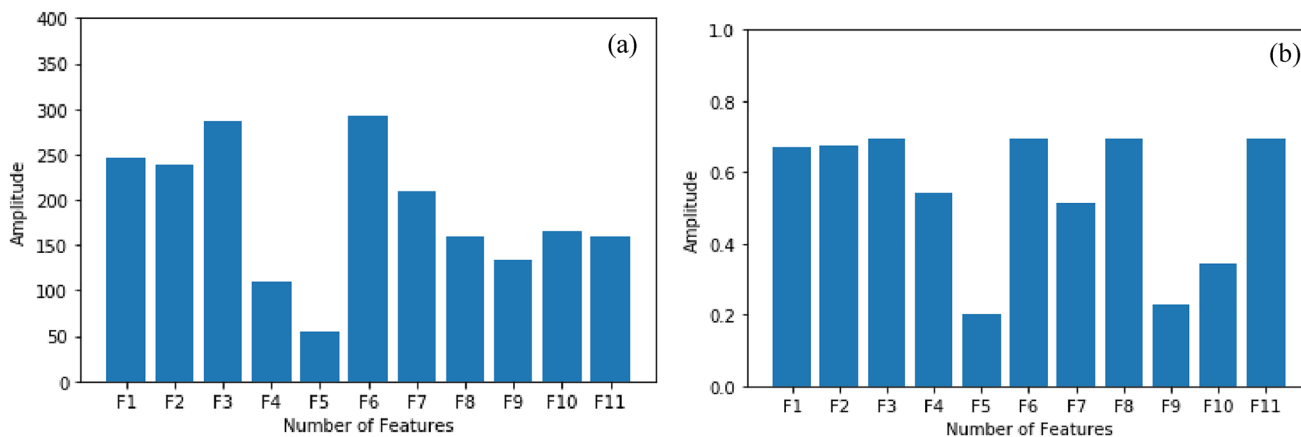 400
350
300
250
200
150
100
50
0
Amplitude
(a)
F1 F2 F3 F4 F5 F6 F7 F8 F9 F10 F11
Number of Features
1.0
0.8
0.6
0.4
0.2
0.0
Amplitude
(b)
F1 F2 F3 F4 F5 F6 F7 F8 F9 F10 F11
Number of Features